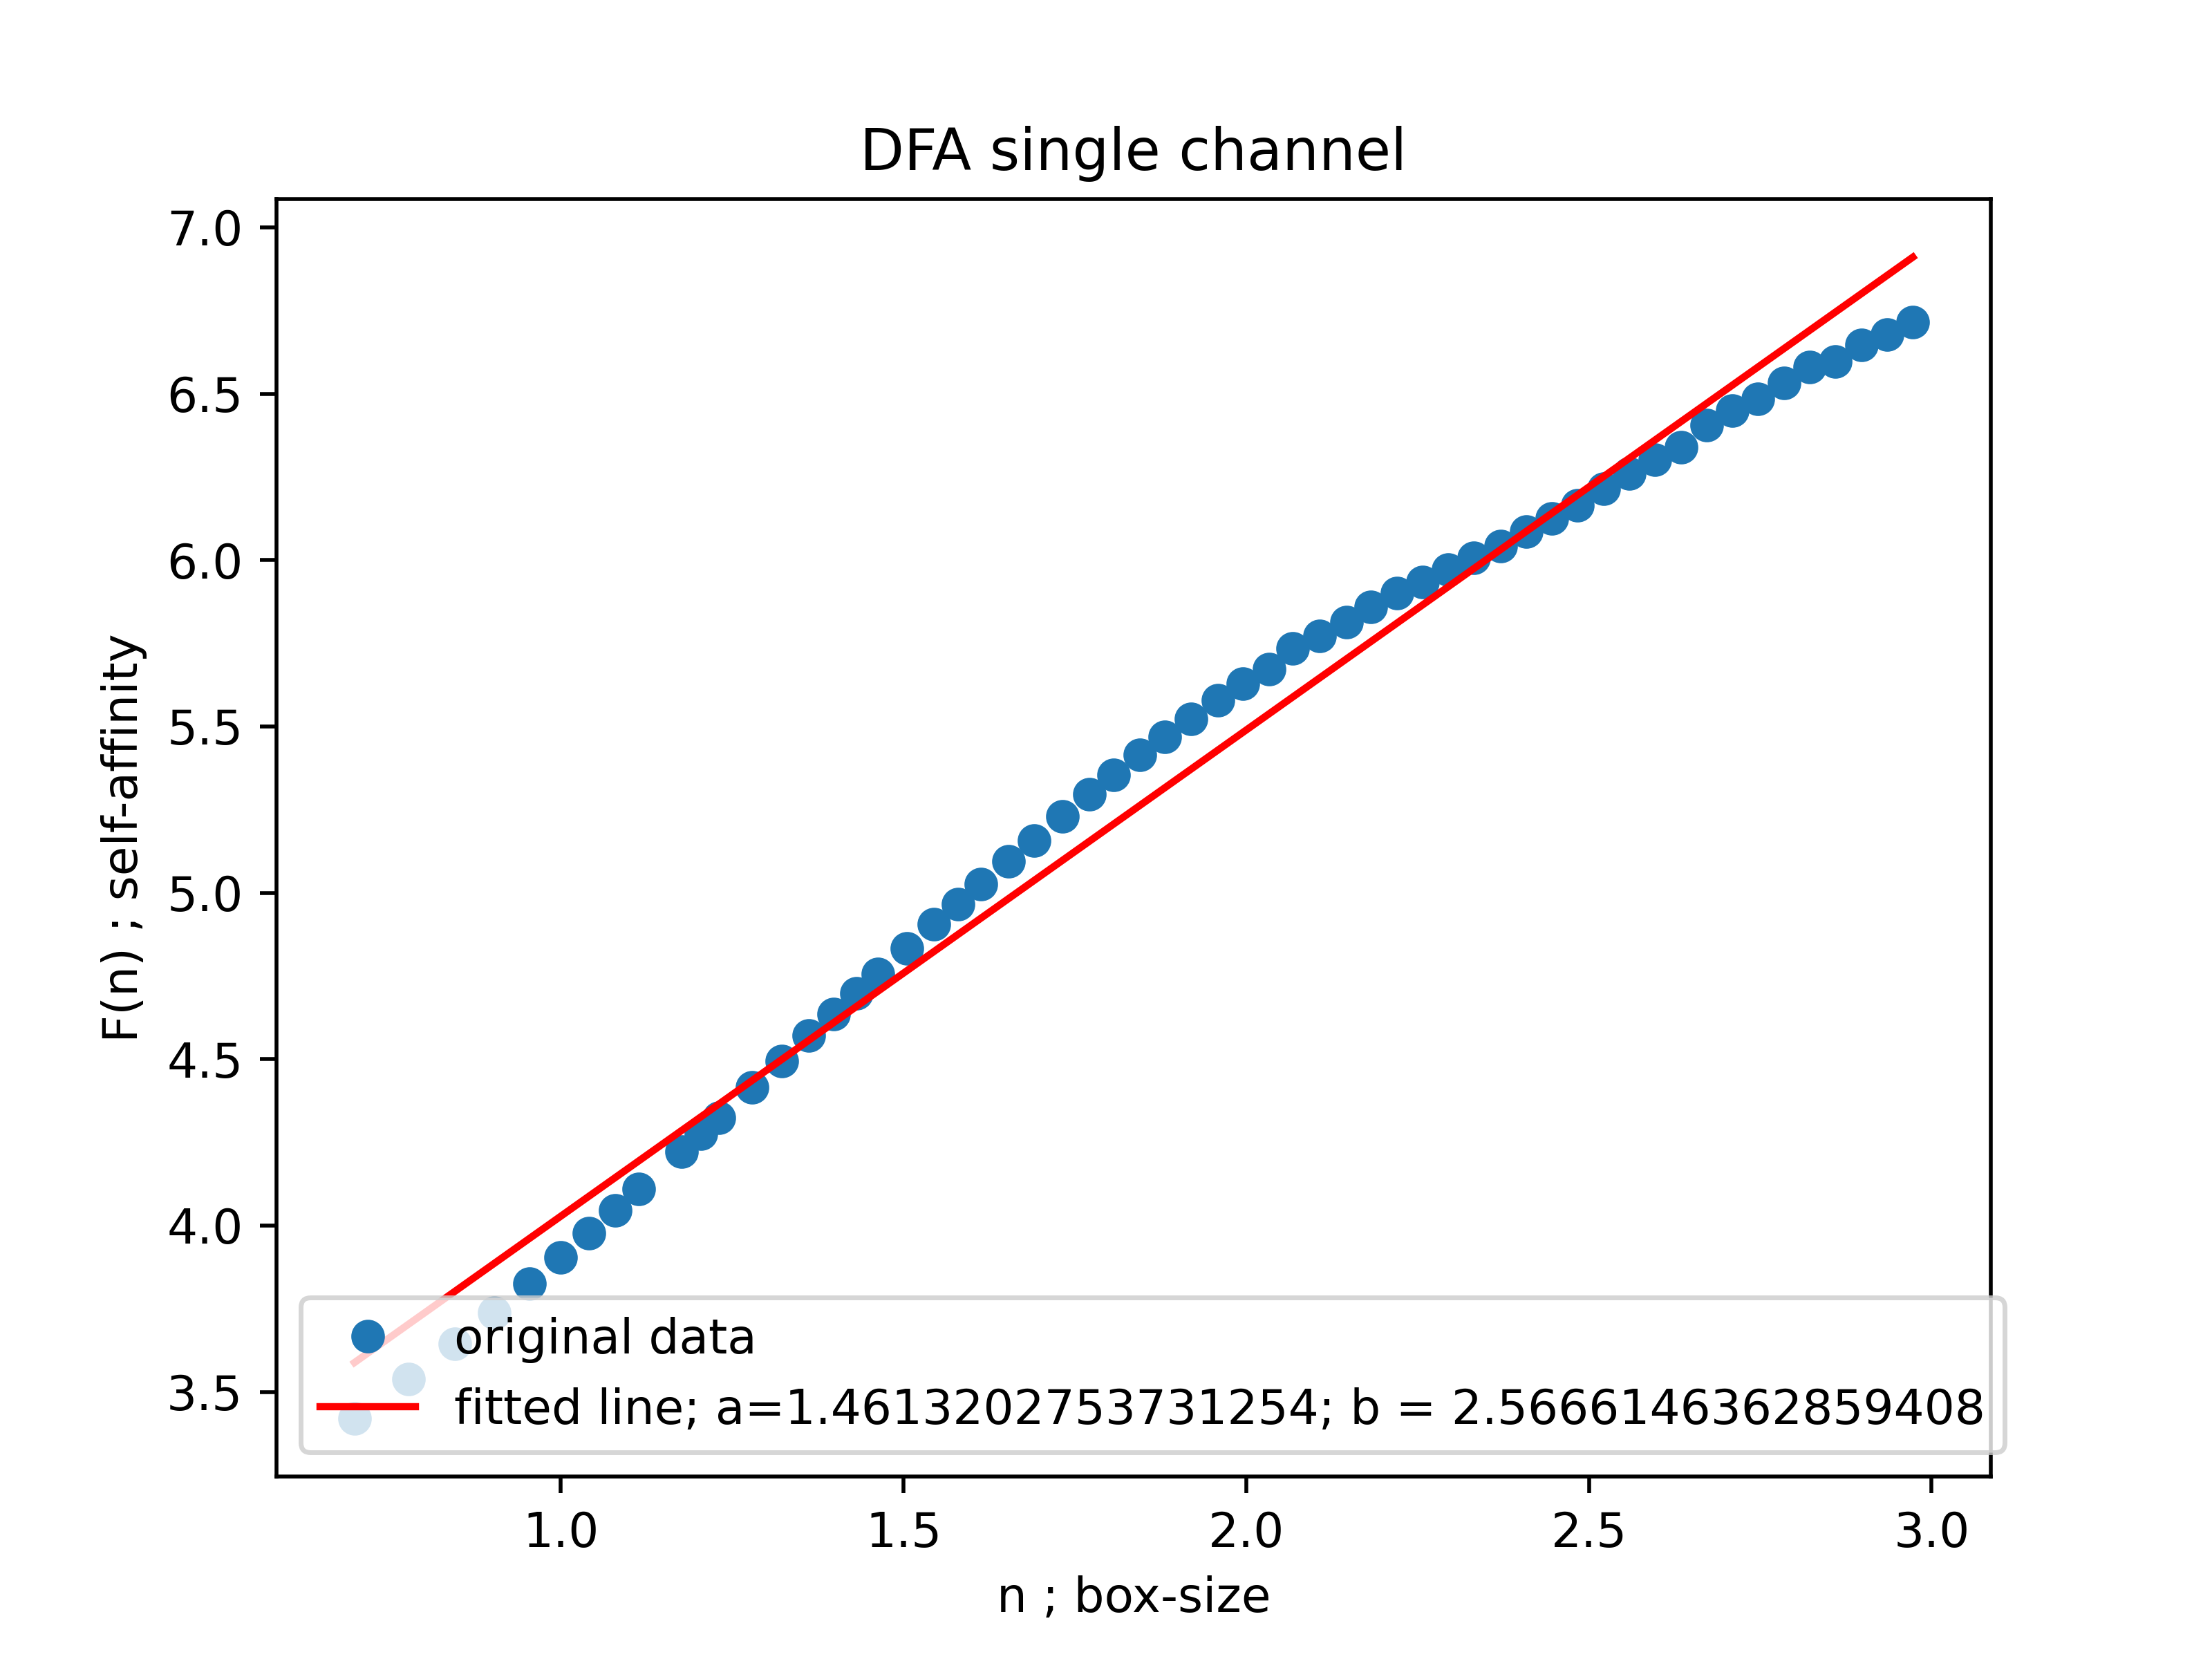 DFA single channel
7.0
6.5
6.0
5.5
5.0
4.5
4.0
3.5
F(n) ; self-affinity
original data
fitted line; a=1.4613202753731254; b = 2.5666146362859408
1.0 1.5 2.0 2.5 3.0
n ; box-size